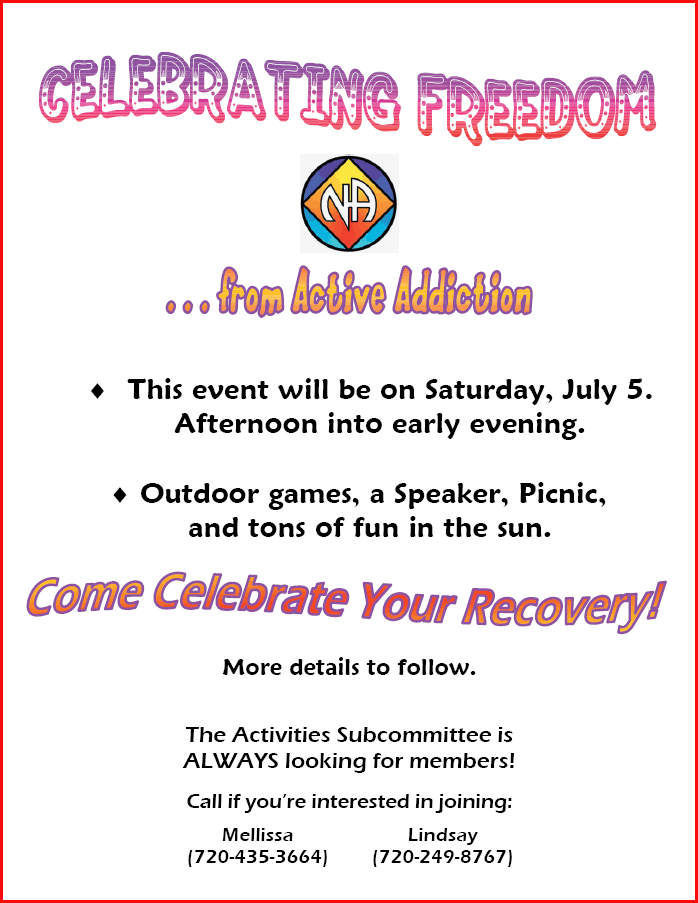 CELEBRATING FREEDOM
NA
...from Active Addiction
♦ This event will be on Saturday, July 5.
Afternoon into early evening.
♦ Outdoor games, a Speaker, Picnic,
and tons of fun in the sun.
Come Celebrate Your Recovery!
More details to follow.
The Activities Subcommittee is
ALWAYS looking for members!
Call if you're interested in joining:
Mellissa Lindsay
(720-435-3664) (720-249-8767)